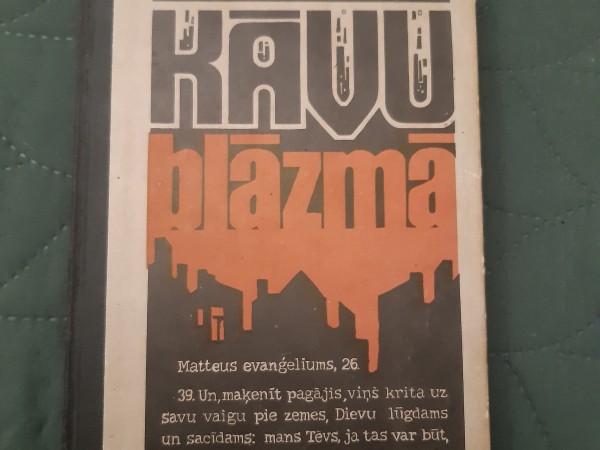 KĀVU
blāzmā
Matteus evaņģeliums, 26.
39. Un, maķenīt pagājis, viņš krita uz
savu vaigu pie zemes, Dievu lūgdams
un sacīdams: mans Tēvs, ja tas var būt,